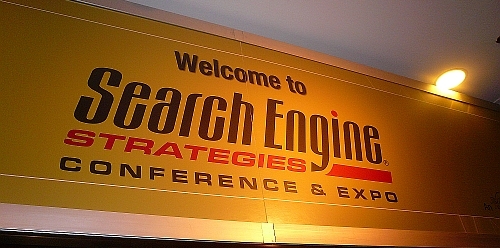 Welcome to
Search Engine®
STRATEGIES
CONFERENCE & EXPO